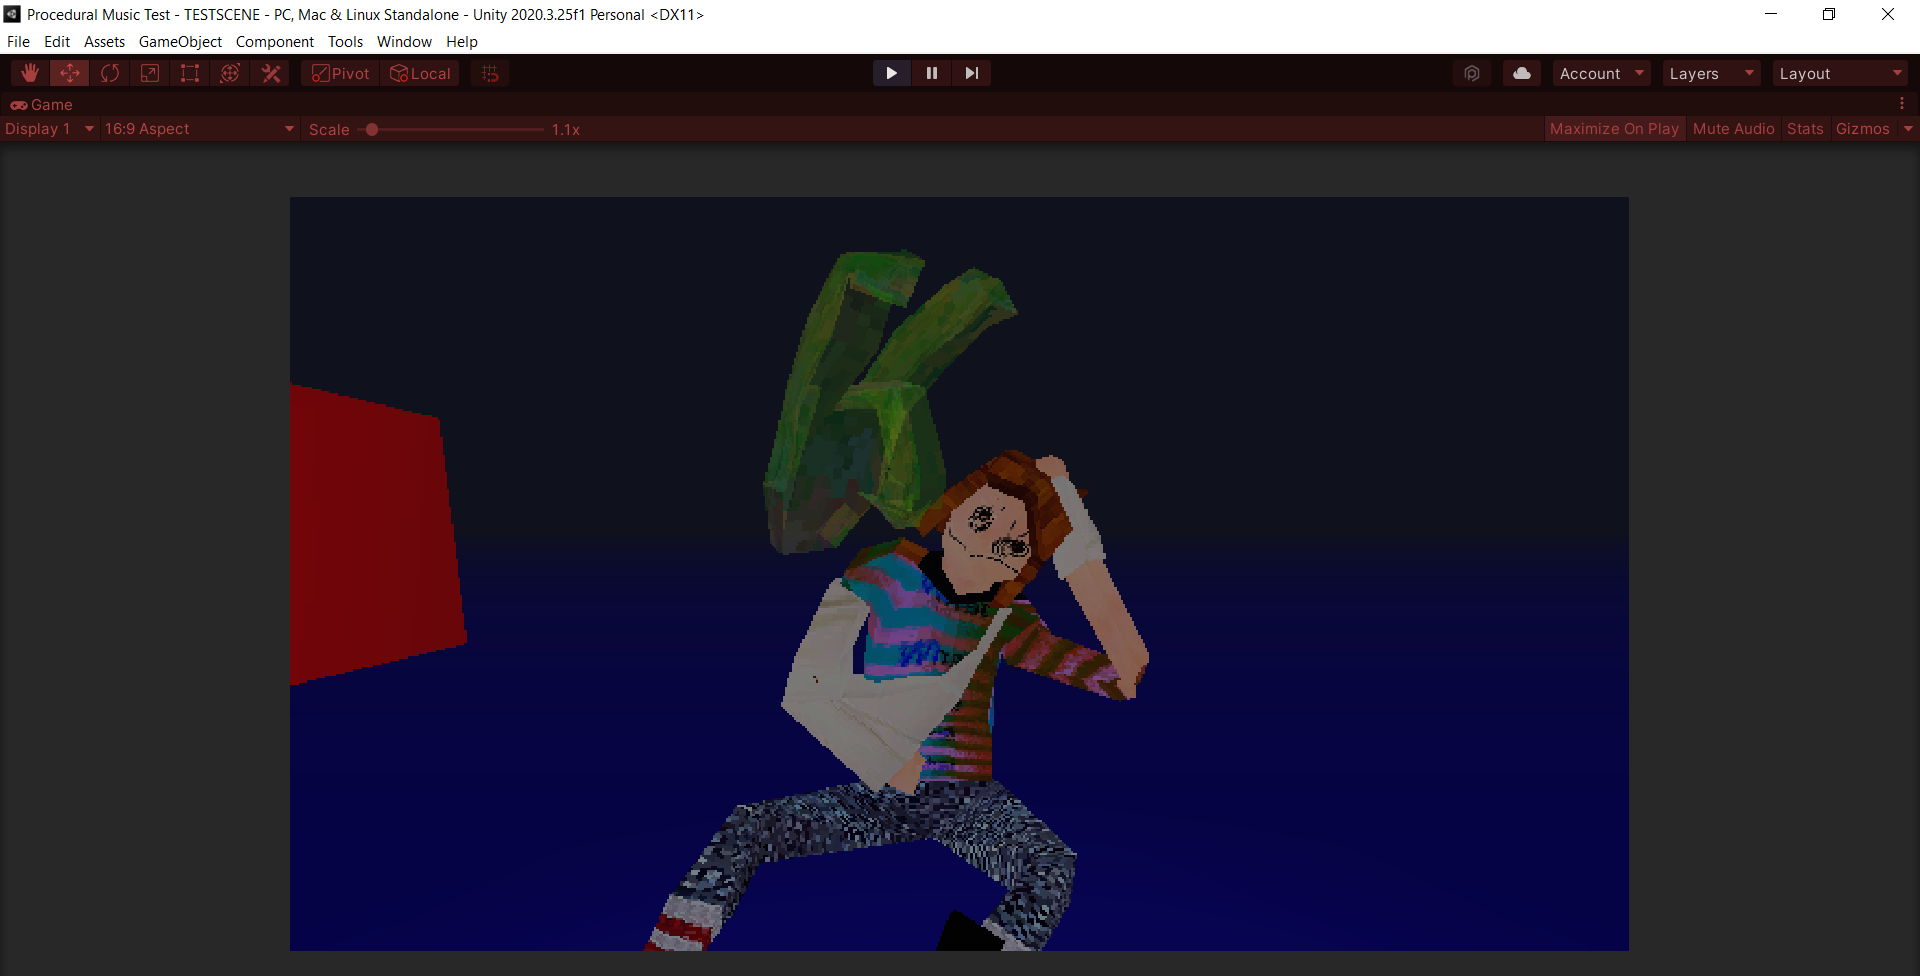 Procedural Music Test - TESTSCENE - PC, Mac & Linux Standalone - Unity 2020.3.25f1 Personal <DX11>
File Edit Assets GameObject Component Tools Window Help
Pivot Local Account Layers Layout
Game
Display 1 16:9 Aspect Scale 1.1x Maximize On Play Mute Audio Stats Gizmos